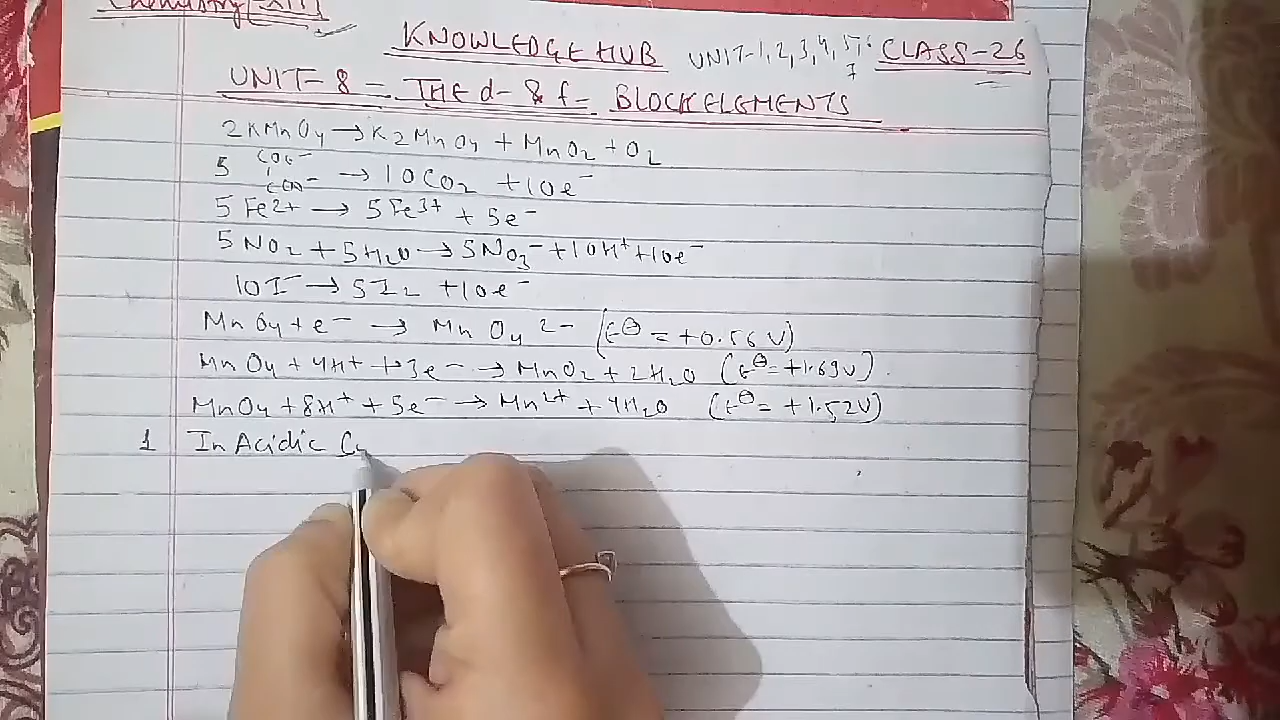 Chemistry (XII)
KNOWLEDGE HUB UNIT-1,2,3,4,5,6 7 CLASS-26
UNIT-8 = THE d- & f- BLOCK ELEMENTS
2KMnO4 → K2MnO4 + MnO2 + O2
5 COO- COO- → 10CO2 + 10e-
5Fe2+ → 5Fe3+ + 5e-
5NO2 + 5H2O → 5NO3- + 10H+ + 10e-
10I- → 5I2 + 10e-
MnO4 + e- → MnO4 2- (E⊖ = +0.56V)
MnO4 + 4H+ + 3e- → MnO2 + 2H2O (E⊖ = +1.69V).
MnO4 + 8H+ + 5e- → Mn2+ + 4H2O (E⊖ = +1.52V)
1 In Acidic